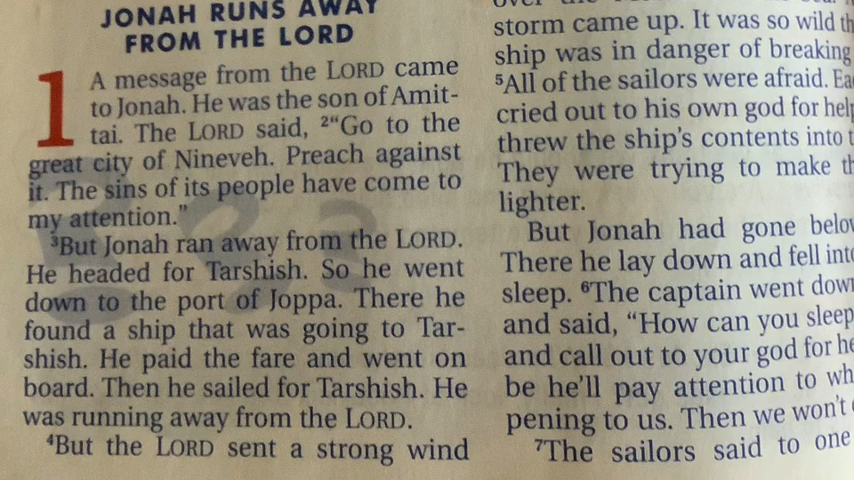 JONAH RUNS AWAY
FROM THE LORD
1 A message from the LORD came
to Jonah. He was the son of Amit-
tai. The LORD said, ²“Go to the
great city of Nineveh. Preach against
it. The sins of its people have come to
my attention.”
³But Jonah ran away from the LORD.
He headed for Tarshish. So he went
down to the port of Joppa. There he
found a ship that was going to Tar-
shish. He paid the fare and went on
board. Then he sailed for Tarshish. He
was running away from the LORD.
⁴But the LORD sent a strong wind
storm came up. It was so wild th
ship was in danger of breaking
⁵All of the sailors were afraid. Ea
cried out to his own god for help
threw the ship’s contents into t
They were trying to make th
lighter.
But Jonah had gone belov
There he lay down and fell into
sleep. ⁶The captain went down
and said, “How can you sleep
and call out to your god for he
be he’ll pay attention to wh
pening to us. Then we won’t
⁷The sailors said to one